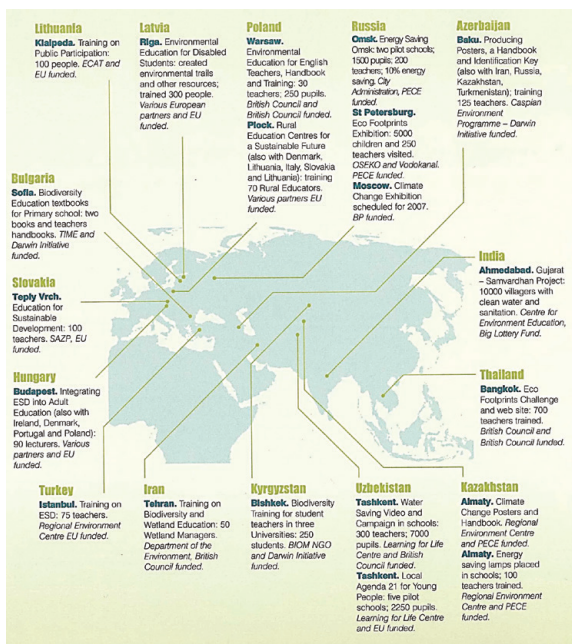 Lithuania
Klaipeda. Training on
Public Participation:
100 people. ECAT and
EU funded.
Latvia
Riga. Environmental
Education for Disabled
Students: created
environmental trails
and other resources;
trained 300 people.
Various European
partners and EU
funded.
Poland
Warsaw.
Environmental
Education for English
Teachers, Handbook
and Training: 30
teachers; 250 pupils.
British Council and
British Council funded.
Plock. Rural
Education Centres for
a Sustainable Future
(also with Denmark,
Lithuania, Italy, Slovakia
and Lithuania): training
70 Rural Educators.
Various partners EU
funded.
Russia
Omsk. Energy Saving
Omsk: two pilot schools;
1500 pupils; 200
teachers; 10% energy
saving. City
Administration, PECE
funded.
St Petersburg.
Eco Footprints
Exhibition: 5000
children and 250
teachers visited.
OSEKO and Vodokanal.
PECE funded.
Moscow. Climate
Change Exhibition
scheduled for 2007.
BP funded.
Azerbaijan
Baku. Producing
Posters, a Handbook
and Identification Key
(also with Iran, Russia,
Kazakhstan,
Turkmenistan); training
125 teachers. Caspian
Environment
Programme – Darwin
Initiative funded.
Bulgaria
Sofia. Biodiversity
Education textbooks
for Primary school: two
books and teachers
handbooks. TIME and
Darwin Initiative
funded.
Slovakia
Teply Vrch.
Education for
Sustainable
Development: 100
teachers. SAZP, EU
funded.
Hungary
Budapest. Integrating
ESD into Adult
Education (also with
Ireland, Denmark,
Portugal and Poland):
90 lecturers. Various
partners and EU
funded.
India
Ahmedabad. Gujarat
– Samvardhan Project:
10000 villagers with
clean water and
sanitation. Centre for
Environment Education,
Big Lottery Fund.
Thailand
Bangkok. Eco
Footprints Challenge
and web site: 700
teachers trained.
British Council and
British Council funded.
Turkey
Istanbul. Training on
ESD: 75 teachers.
Regional Environment
Centre EU funded.
Iran
Tehran. Training on
Biodiversity and
Wetland Education: 50
Wetland Managers.
Department of the
Environment, British
Council funded.
Kyrgyzstan
Bishkek. Biodiversity
Training for student
teachers in three
Universities: 250
students. BIOM NGO
and Darwin Initiative
funded.
Uzbekistan
Tashkent. Water
Saving Video and
Campaign in schools:
300 teachers; 7000
pupils. Learning for Life
Centre and British
Council funded.
Tashkent. Local
Agenda 21 for Young
People: five pilot
schools; 2250 pupils.
Learning for Life Centre
and EU funded.
Kazakhstan
Almaty. Climate
Change Posters and
Handbook. Regional
Environment Centre
and PECE funded.
Almaty. Energy
saving lamps placed
in schools; 100
teachers trained.
Regional Environment
Centre and PECE
funded.